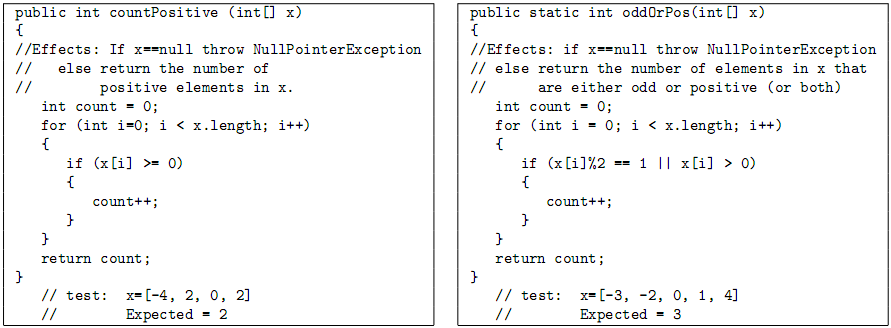 public int countPositive (int[] x)
{
//Effects: If x==null throw NullPointerException
//   else return the number of
//        positive elements in x.
   int count = 0;
   for (int i=0; i < x.length; i++)
   {
      if (x[i] >= 0)
      {
         count++;
      }
   }
   return count;
}
   // test:  x=[-4, 2, 0, 2]
   //        Expected = 2
public static int oddOrPos(int[] x)
{
//Effects: if x==null throw NullPointerException
// else return the number of elements in x that
//      are either odd or positive (or both)
   int count = 0;
   for (int i = 0; i < x.length; i++)
   {
      if (x[i]%2 == 1 || x[i] > 0)
      {
         count++;
      }
   }
   return count;
}
   // test:  x=[-3, -2, 0, 1, 4]
   //        Expected = 3